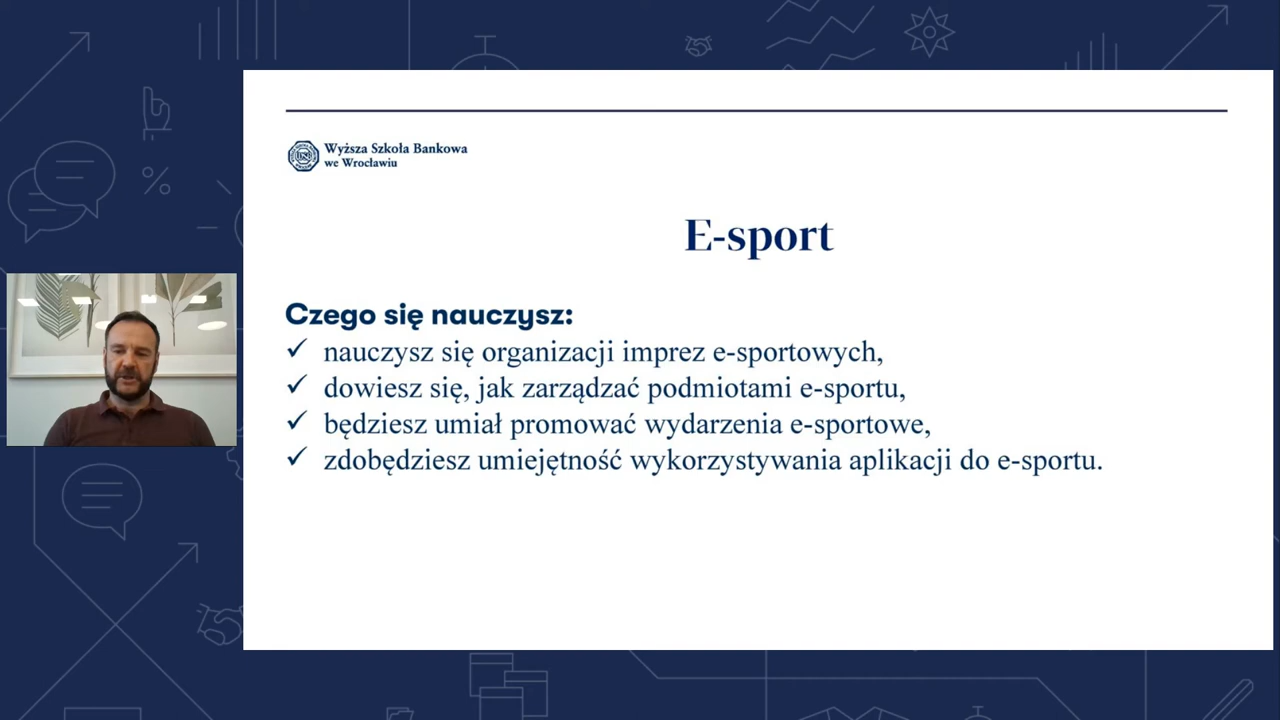 Wyższa Szkoła Bankowa
we Wrocławiu
E-sport
Czego się nauczysz:
✓ nauczysz się organizacji imprez e-sportowych,
✓ dowiesz się, jak zarządzać podmiotami e-sportu,
✓ będziesz umiał promować wydarzenia e-sportowe,
✓ zdobędziesz umiejętność wykorzystywania aplikacji do e-sportu.
%